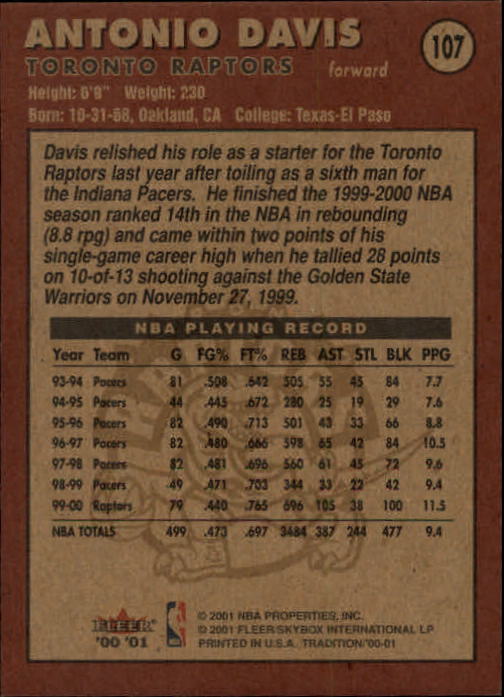 ANTONIO DAVIS
107
TORONTO RAPTORS forward
Height: 6'9" Weight: 230
Born: 10-31-68, Oakland, CA College: Texas-El Paso
Davis relished his role as a starter for the Toronto
Raptors last year after toiling as a sixth man for
the Indiana Pacers. He finished the 1999-2000 NBA
season ranked 14th in the NBA in rebounding
(8.8 rpg) and came within two points of his
single-game career high when he tallied 28 points
on 10-of-13 shooting against the Golden State
Warriors on November 27, 1999.
NBA PLAYING RECORD
Year Team G FG% FT% REB AST STL BLK PPG
93-94 Pacers 81 .508 .642 505 55 45 84 7.7
94-95 Pacers 44 .445 .672 280 25 19 29 7.6
95-96 Pacers 82 .490 .713 501 43 33 66 8.8
96-97 Pacers 82 .480 .666 598 65 42 84 10.5
97-98 Pacers 82 .481 .696 560 61 45 72 9.6
98-99 Pacers 49 .471 .703 344 33 22 42 9.4
99-00 Raptors 79 .440 .765 696 105 38 100 11.5
NBA TOTALS 499 .473 .697 3484 387 244 477 9.4
FLEER
'00 '01
© 2001 NBA PROPERTIES, INC.
© 2001 FLEER/SKYBOX INTERNATIONAL LP
PRINTED IN U.S.A. TRADITION/'00-01